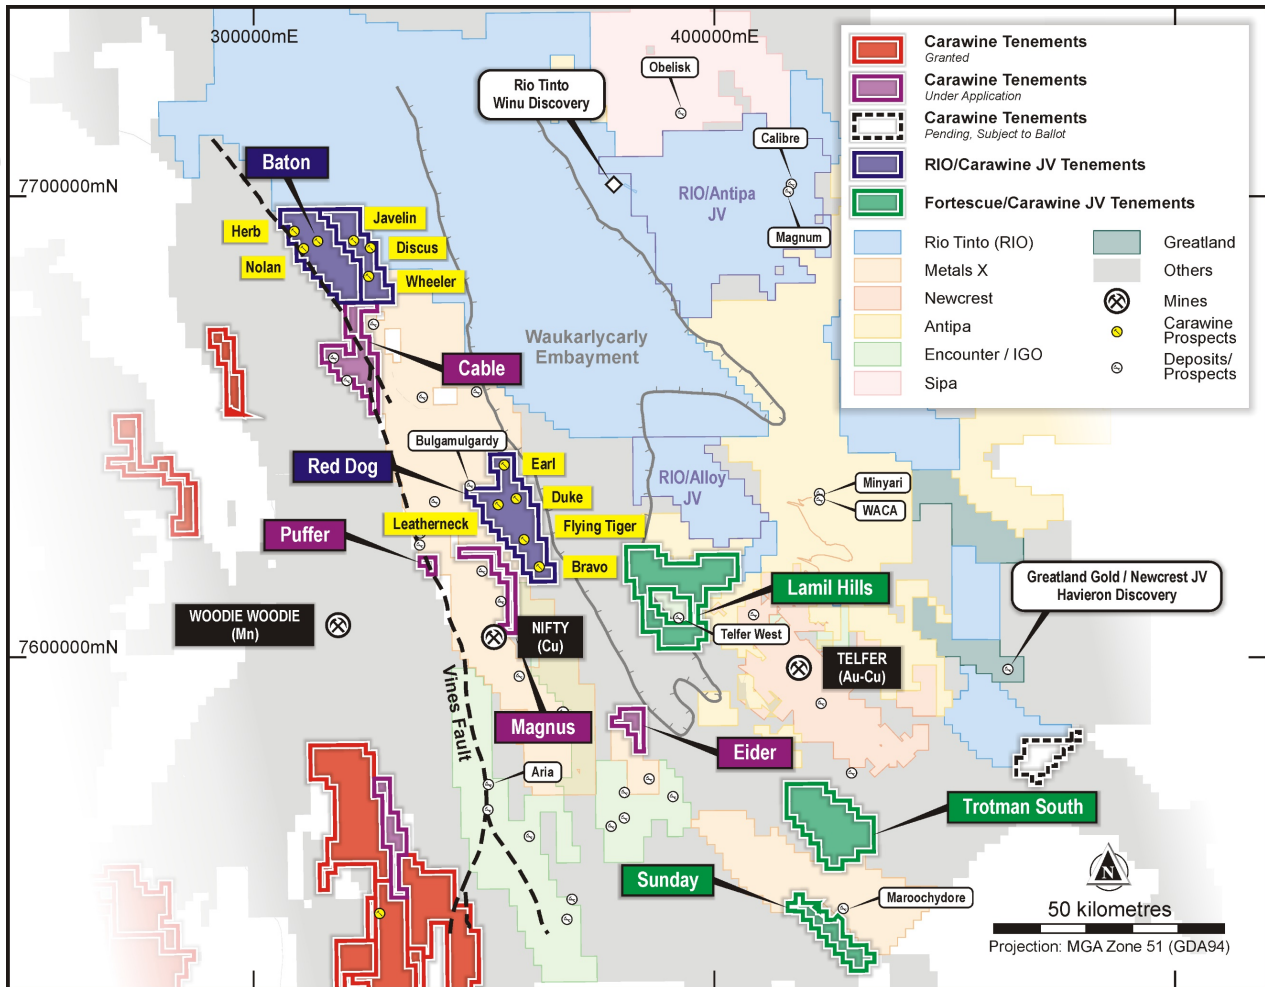 300000mE
400000mE
7700000mN
7600000mN
Obelisk
Rio Tinto
Winu Discovery
Calibre
Magnum
RIO/Antipa
JV
Baton
Herb
Nolan
Javelin
Discus
Wheeler
Waukarlycarly
Embayment
Cable
Bulgamulgardy
Red Dog
Earl
Duke
Leatherneck
Flying Tiger
Bravo
RIO/Alloy
JV
Minyari
WACA
Puffer
WOODIE WOODIE
(Mn)
NIFTY
(Cu)
Lamil Hills
Telfer West
TELFER
(Au-Cu)
Greatland Gold / Newcrest JV
Havieron Discovery
Vines Fault
Magnus
Eider
Aria
Trotman South
Sunday
Maroochydore
Carawine Tenements
Granted
Carawine Tenements
Under Application
Carawine Tenements
Pending, Subject to Ballot
RIO/Carawine JV Tenements
Fortescue/Carawine JV Tenements
Rio Tinto (RIO)
Metals X
Newcrest
Antipa
Encounter / IGO
Sipa
Greatland
Others
Mines
Carawine
Prospects
Deposits/
Prospects
N
50 kilometres
Projection: MGA Zone 51 (GDA94)